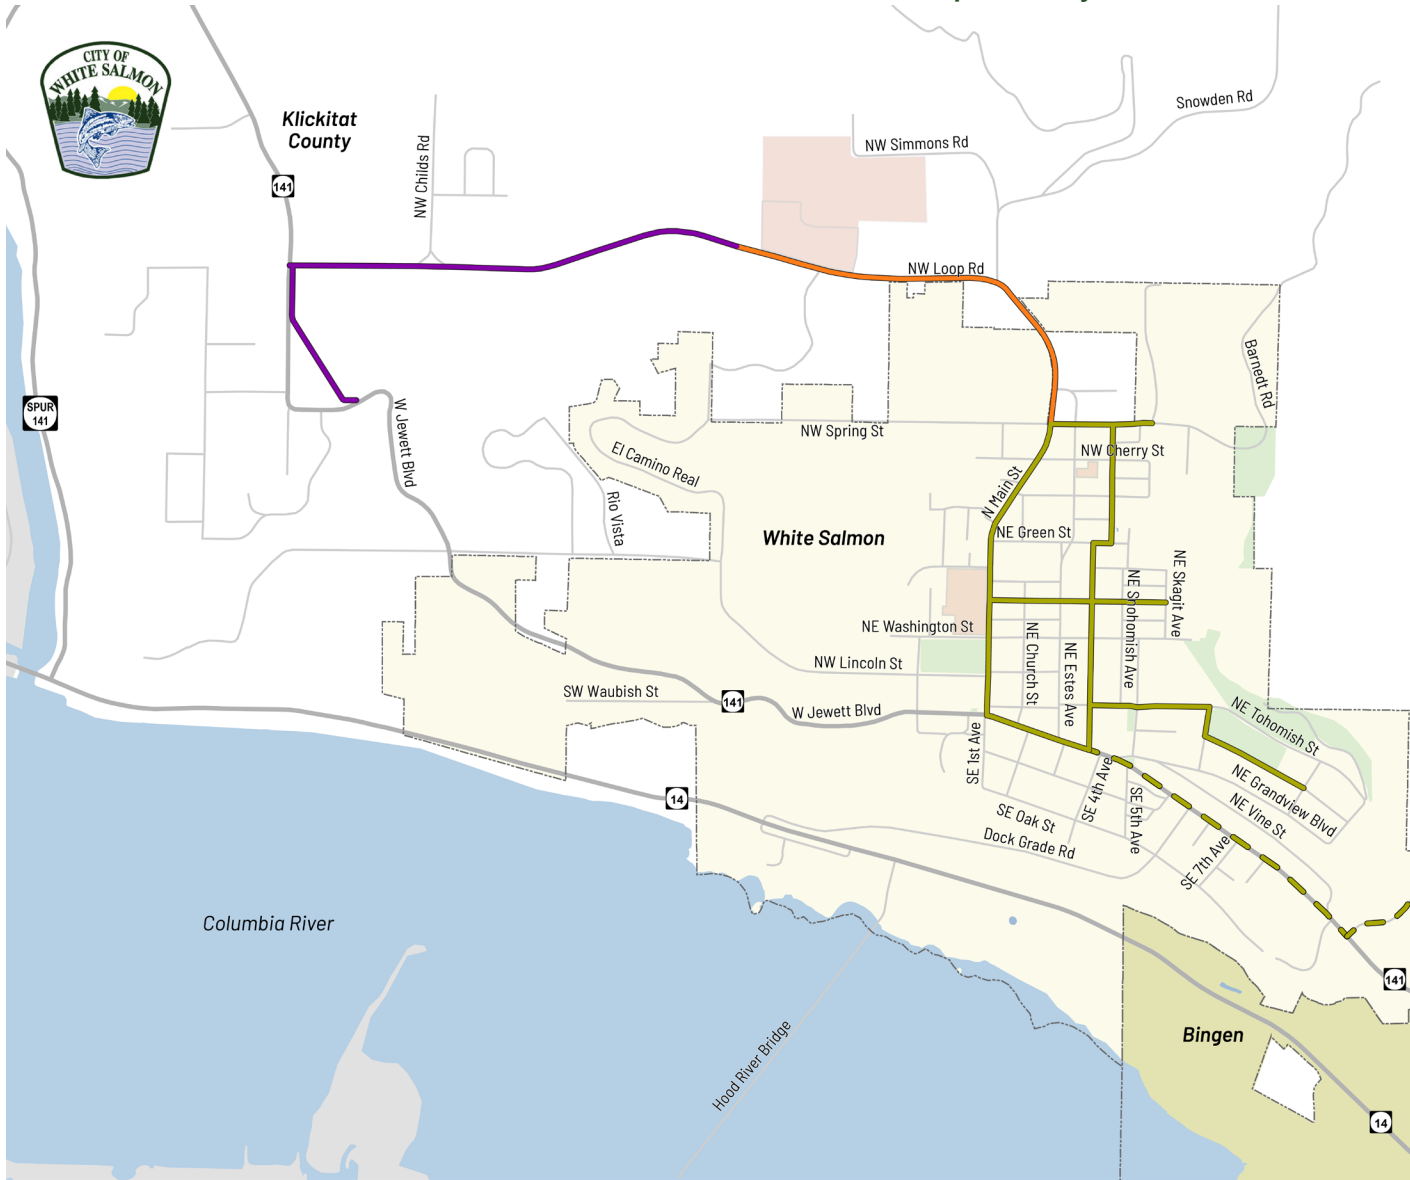 CITY OF
WHITE SALMON
Klickitat
County
141
NW Childs Rd
NW Simmons Rd
Snowden Rd
NW Loop Rd
Barnedt Rd
SPUR
141
W Jewett Blvd
NW Spring St
El Camino Real
Rio Vista
NW Cherry St
N Main St
White Salmon
NE Green St
NE Skagit Ave
NE Snohomish Ave
NE Washington St
NE Church St
NE Estes Ave
NW Lincoln St
SW Waubish St
141
W Jewett Blvd
SE 1st Ave
NE Tohomish St
NE Grandview Blvd
NE Vine St
SE 4th Ave
SE 5th Ave
SE 7th Ave
14
SE Oak St
Dock Grade Rd
Columbia River
Hood River Bridge
141
Bingen
14